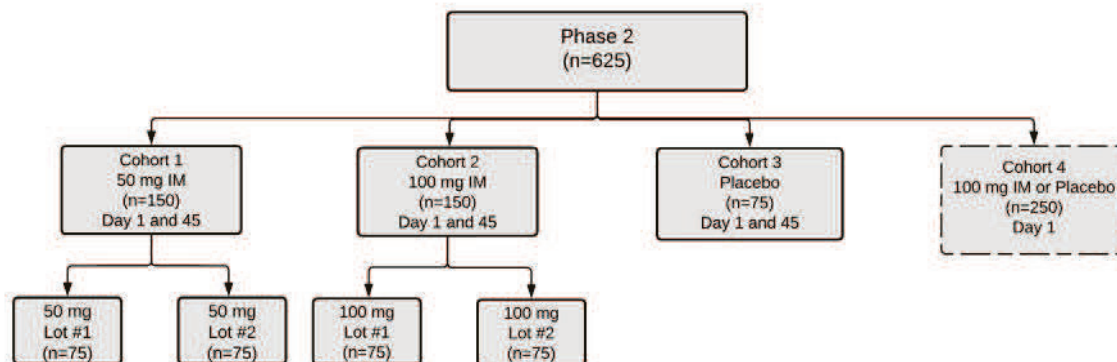 Phase 2
(n=625)
Cohort 1
50 mg IM
(n=150)
Day 1 and 45
Cohort 2
100 mg IM
(n=150)
Day 1 and 45
Cohort 3
Placebo
(n=75)
Day 1 and 45
Cohort 4
100 mg IM or Placebo
(n=250)
Day 1
50 mg
Lot #1
(n=75)
50 mg
Lot #2
(n=75)
100 mg
Lot #1
(n=75)
100 mg
Lot #2
(n=75)